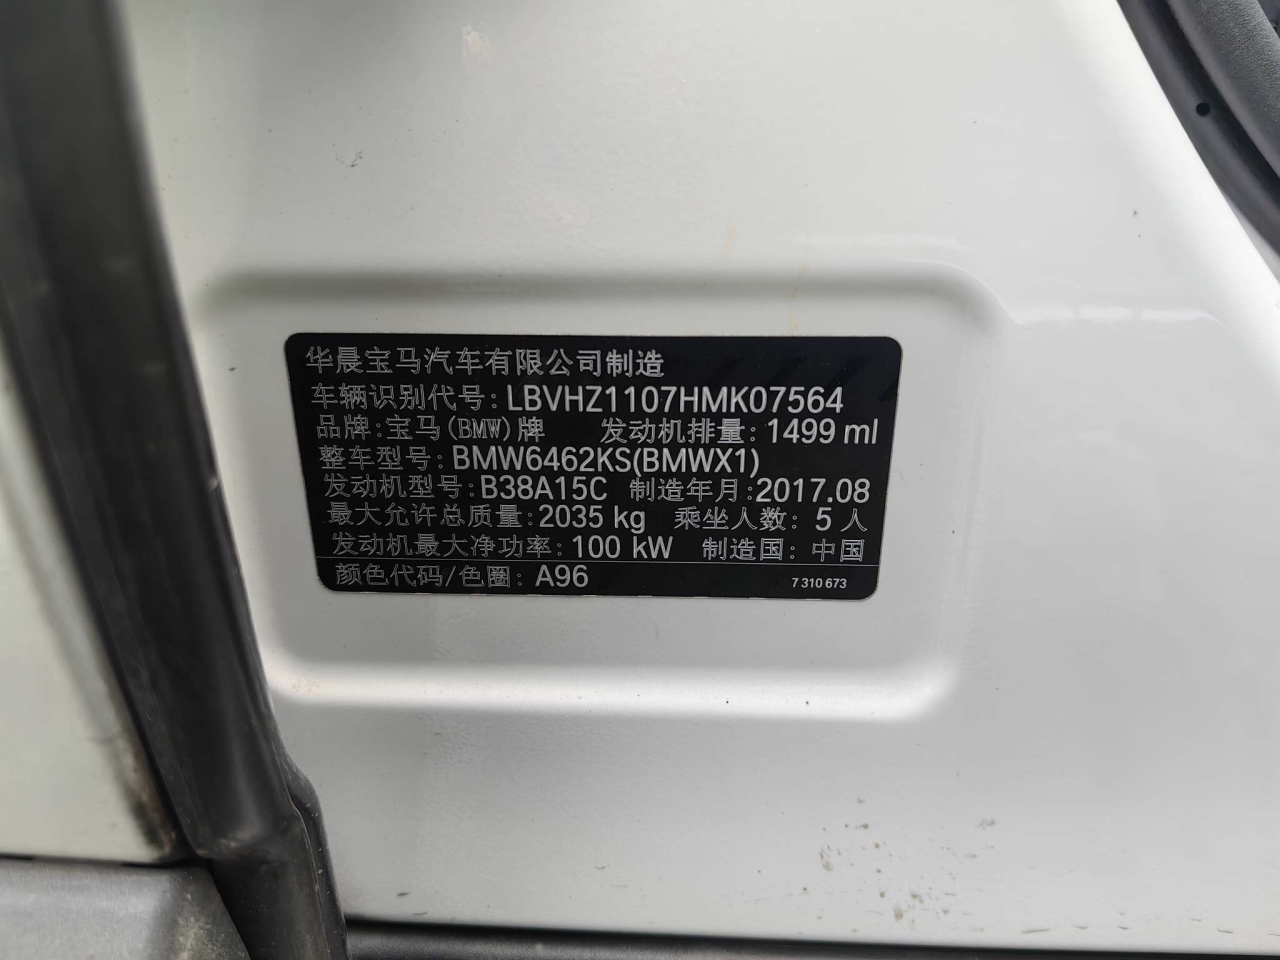 华晨宝马汽车有限公司制造
车辆识别代号: LBVHZ1107HMK07564
品牌: 宝马(BMW)牌 发动机排量: 1499 ml
整车型号: BMW6462KS(BMWX1)
发动机型号: B38A15C 制造年月:2017.08
最大允许总质量: 2035 kg 乘坐人数: 5 人
发动机最大净功率: 100 kW 制造国: 中国
颜色代码/色圈: A96 7 310 673